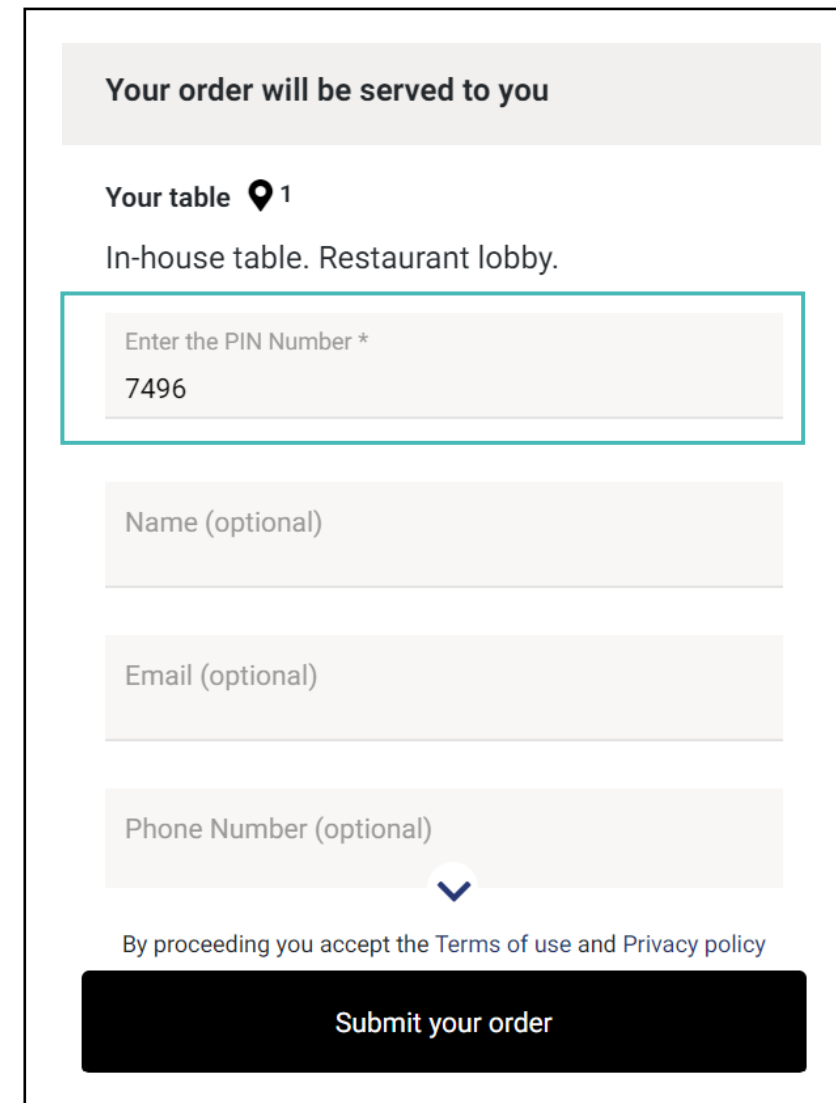 Your order will be served to you
Your table 1
In-house table. Restaurant lobby.
Enter the PIN Number *
7496
Name (optional)
Email (optional)
Phone Number (optional)
By proceeding you accept the Terms of use and Privacy policy
Submit your order